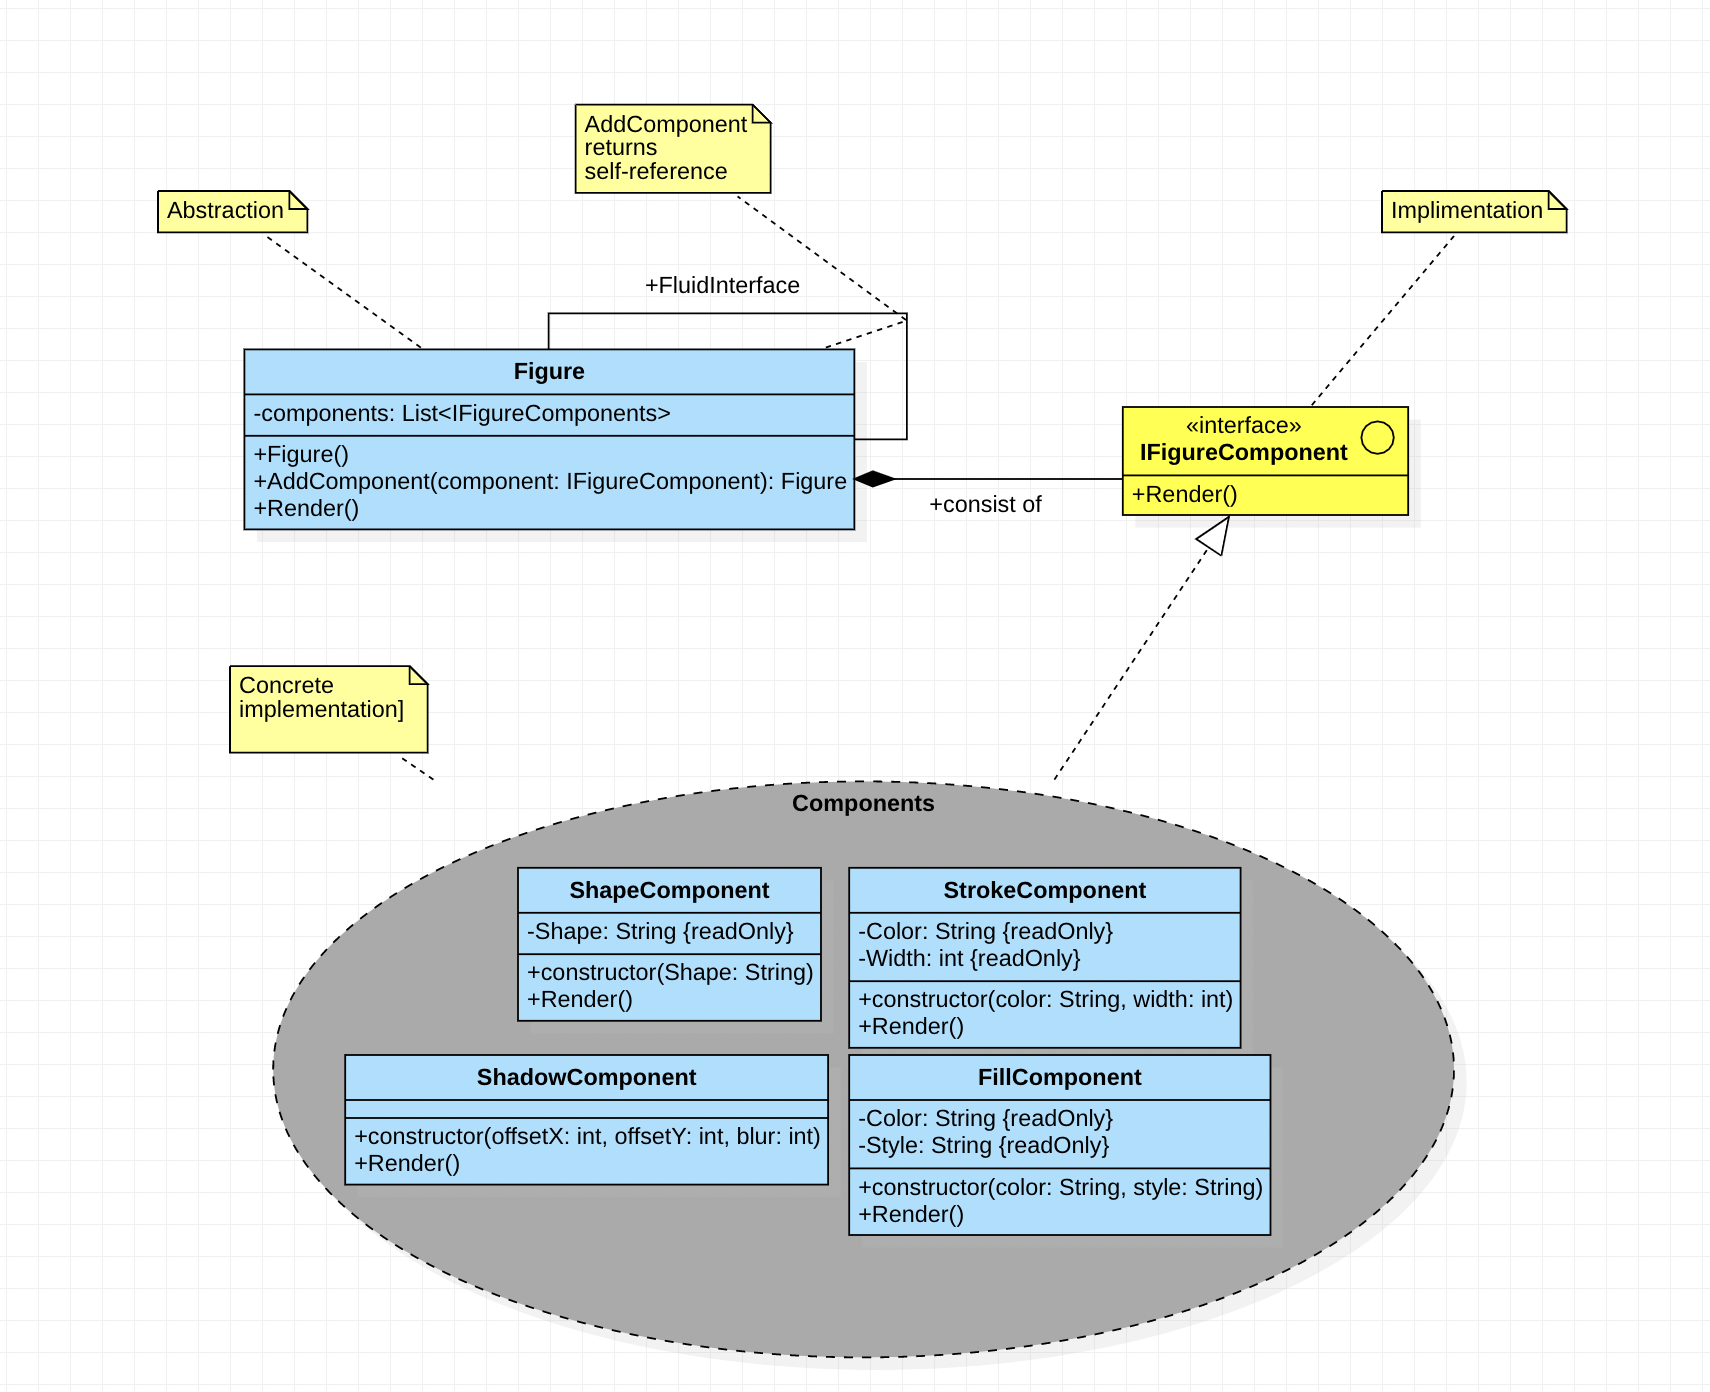 AddComponent
returns
self-reference
Abstraction
Implimentation
+FluidInterface
Figure
-components: List<IFigureComponents>
+Figure()
+AddComponent(component: IFigureComponent): Figure
+Render()
«interface»
IFigureComponent
+Render()
+consist of
Concrete
implementation]
Components
ShapeComponent
-Shape: String {readOnly}
+constructor(Shape: String)
+Render()
StrokeComponent
-Color: String {readOnly}
-Width: int {readOnly}
+constructor(color: String, width: int)
+Render()
ShadowComponent
+constructor(offsetX: int, offsetY: int, blur: int)
+Render()
FillComponent
-Color: String {readOnly}
-Style: String {readOnly}
+constructor(color: String, style: String)
+Render()